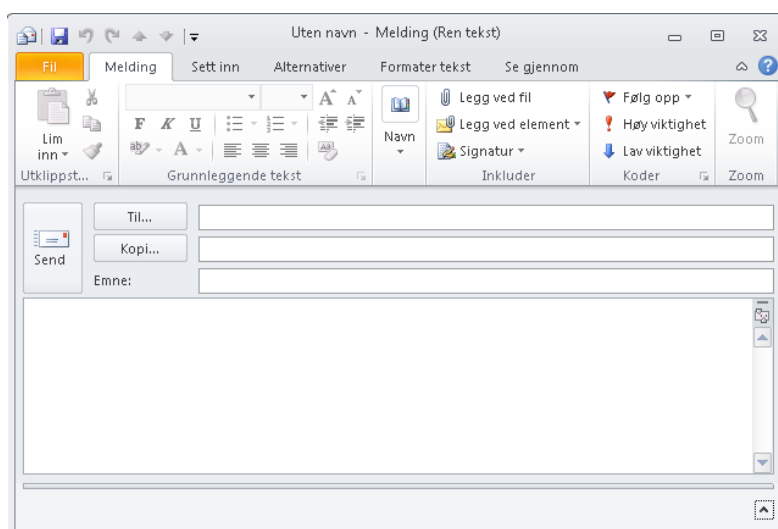 Uten navn - Melding (Ren tekst)
Fil Melding Sett inn Alternativer Formater tekst Se gjennom
Lim inn
F K U A A
ab A Aa
Navn
Legg ved fil
Legg ved element
Signatur
Følg opp
Høy viktighet
Lav viktighet
Zoom
Utklippst... Grunnleggende tekst Inkluder Koder Zoom
Send
Til...
Kopi...
Emne: